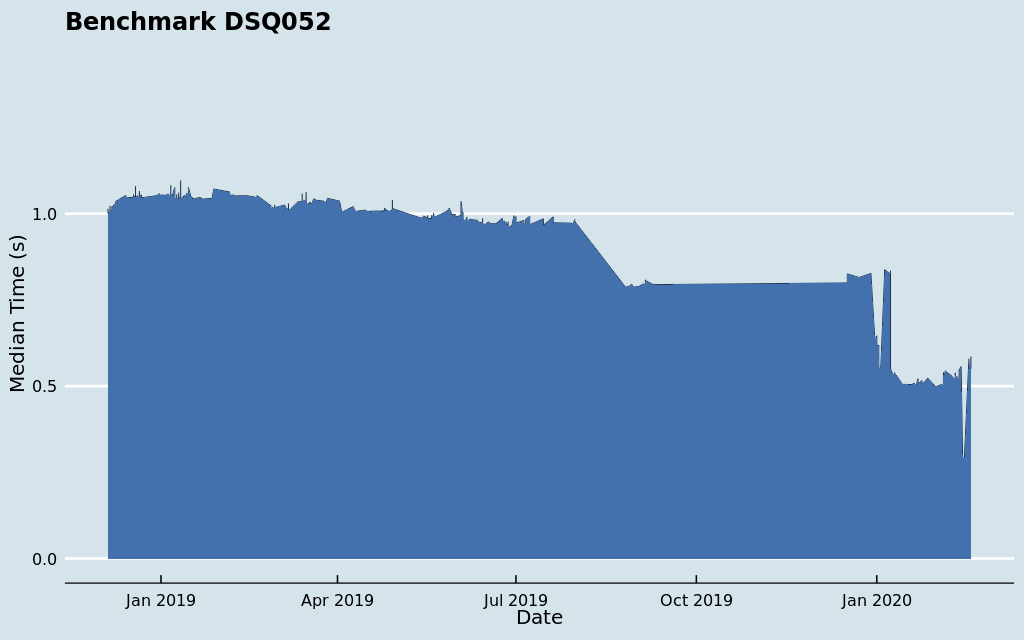 Benchmark DSQ052
Median Time (s)
1.0
0.5
0.0
Jan 2019
Apr 2019
Jul 2019
Oct 2019
Jan 2020
Date